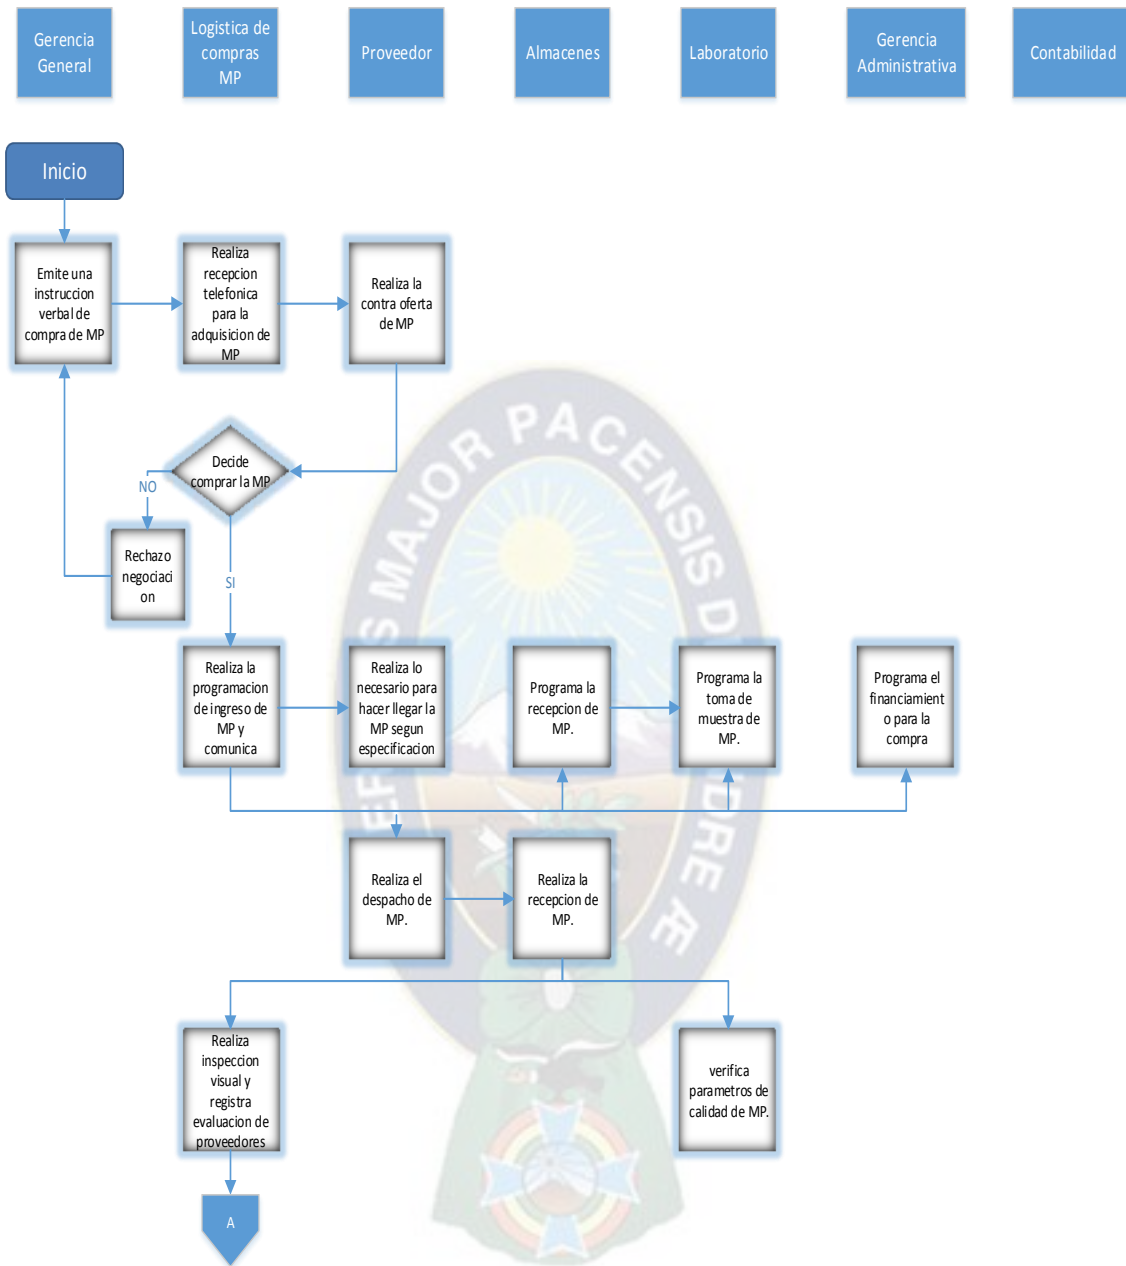 Gerencia
General
Logistica de
compras
MP
Proveedor
Almacenes
Laboratorio
Gerencia
Administrativa
Contabilidad
Inicio
Emite una
instruccion
verbal de
compra de MP
Realiza
recepcion
telefonica
para la
adquisicion de
MP
Realiza la
contra oferta
de MP
Decide
comprar la MP
NO
Rechazo
negociaci
on
SI
Realiza la
programacion
de ingreso de
MP y
comunica
Realiza lo
necesario para
hacer llegar la
MP segun
especificacion
Programa la
recepcion de
MP.
Programa la
toma de
muestra de
MP.
Programa el
financiamient
o para la
compra
Realiza el
despacho de
MP.
Realiza la
recepcion de
MP.
Realiza
inspeccion
visual y
registra
evaluacion de
proveedores
verifica
parametros de
calidad de MP.
A
MAJOR PACENSIS DI
DRE Æ